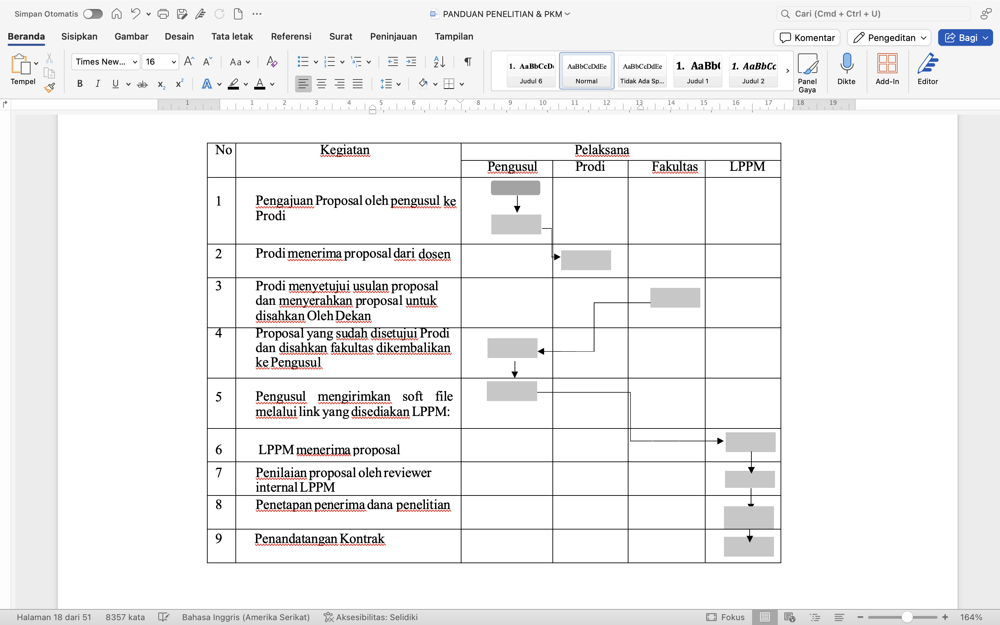 Simpan Otomatis
PANDUAN PENELITIAN & PKM
Cari (Cmd + Ctrl + U)
Beranda Sisipkan Gambar Desain Tata letak Referensi Surat Peninjauan Tampilan
Komentar Pengeditan Bagi
Tempel
Times New... 16
1. AaBbCcDc AaBbCcDdEe AaBbCcDdEe 1. AaBbC 1. AaBbCc
Judul 6 Normal Tidak Ada Sp... Judul 1 Judul 2
Panel Gaya Dikte Add-In Editor
1 1 2 3 4 5 6 7 8 9 10 11 12 13 14 15 16 17 18 19
No Kegiatan Pelaksana
Pengusul Prodi Fakultas LPPM
1 Pengajuan Proposal oleh pengusul ke
Prodi
2 Prodi menerima proposal dari dosen
3 Prodi menyetujui usulan proposal
dan menyerahkan proposal untuk
disahkan Oleh Dekan
4 Proposal yang sudah disetujui Prodi
dan disahkan fakultas dikembalikan
ke Pengusul
5 Pengusul mengirimkan soft file
melalui link yang disediakan LPPM:
6 LPPM menerima proposal
7 Penilaian proposal oleh reviewer
internal LPPM
8 Penetapan penerima dana penelitian
9 Penandatangan Kontrak
Halaman 18 dari 51 8357 kata Bahasa Inggris (Amerika Serikat) Aksesibilitas: Selidiki Fokus 164%